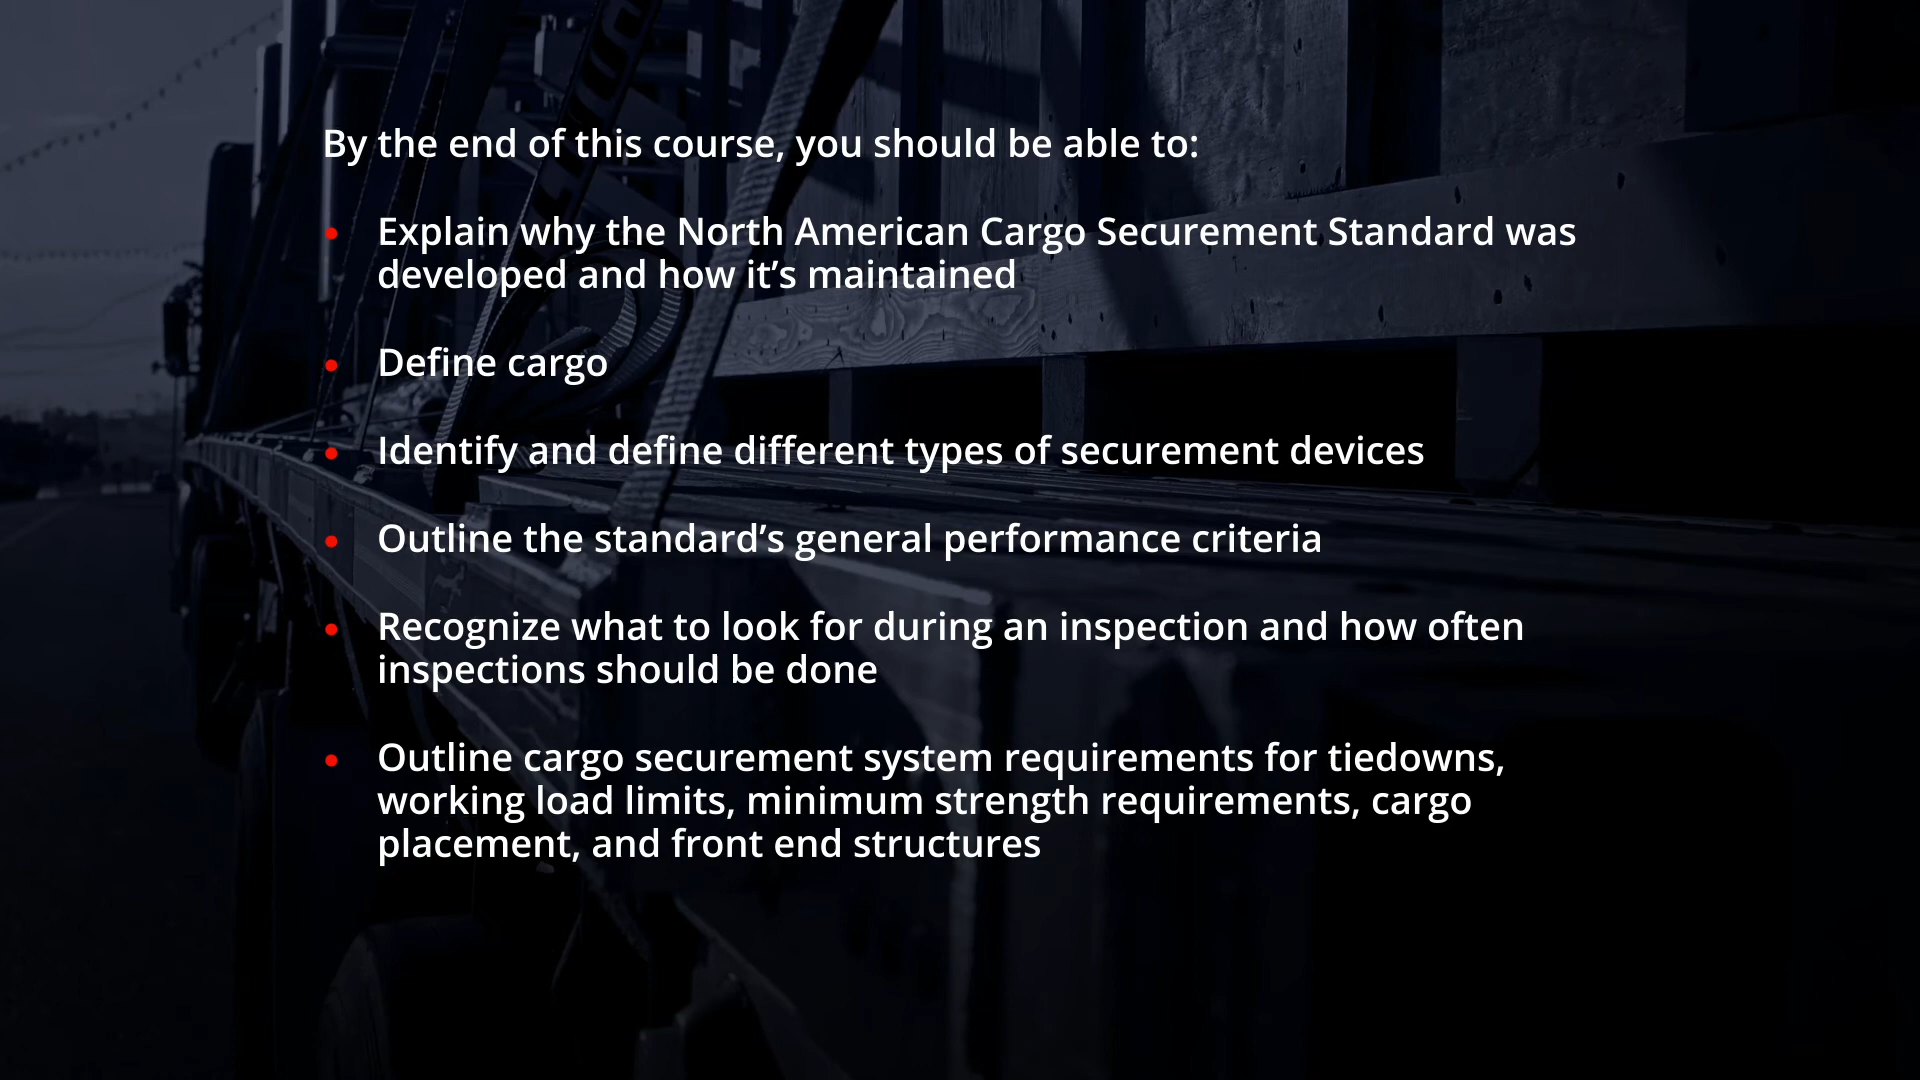 By the end of this course, you should be able to:
• Explain why the North American Cargo Securement Standard was
developed and how it’s maintained
• Define cargo
• Identify and define different types of securement devices
• Outline the standard’s general performance criteria
• Recognize what to look for during an inspection and how often
inspections should be done
• Outline cargo securement system requirements for tiedowns,
working load limits, minimum strength requirements, cargo
placement, and front end structures